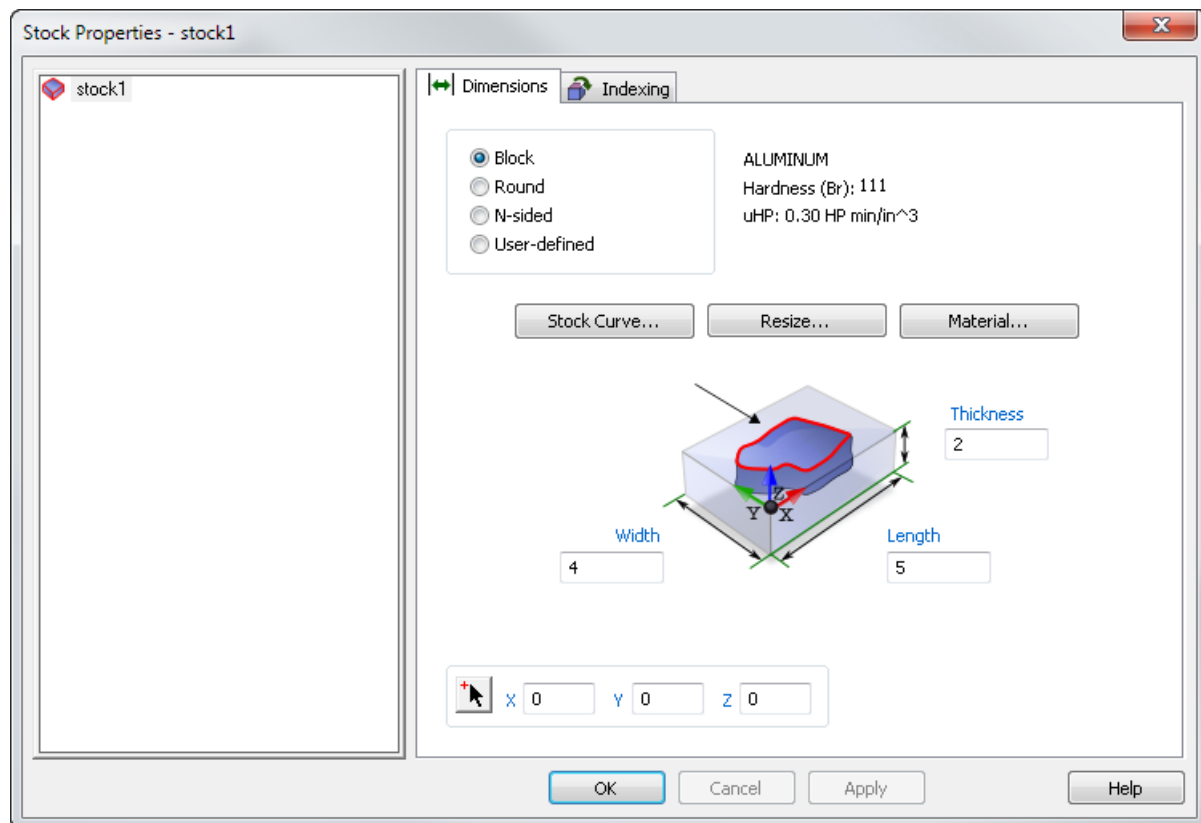 Stock Properties - stock1
stock1
Dimensions Indexing
Block
Round
N-sided
User-defined
ALUMINUM
Hardness (Br): 111
uHP: 0.30 HP min/in^3
Stock Curve... Resize... Material...
Thickness
2
Z
Y X
Width
4
Length
5
X 0 Y 0 Z 0
OK Cancel Apply Help